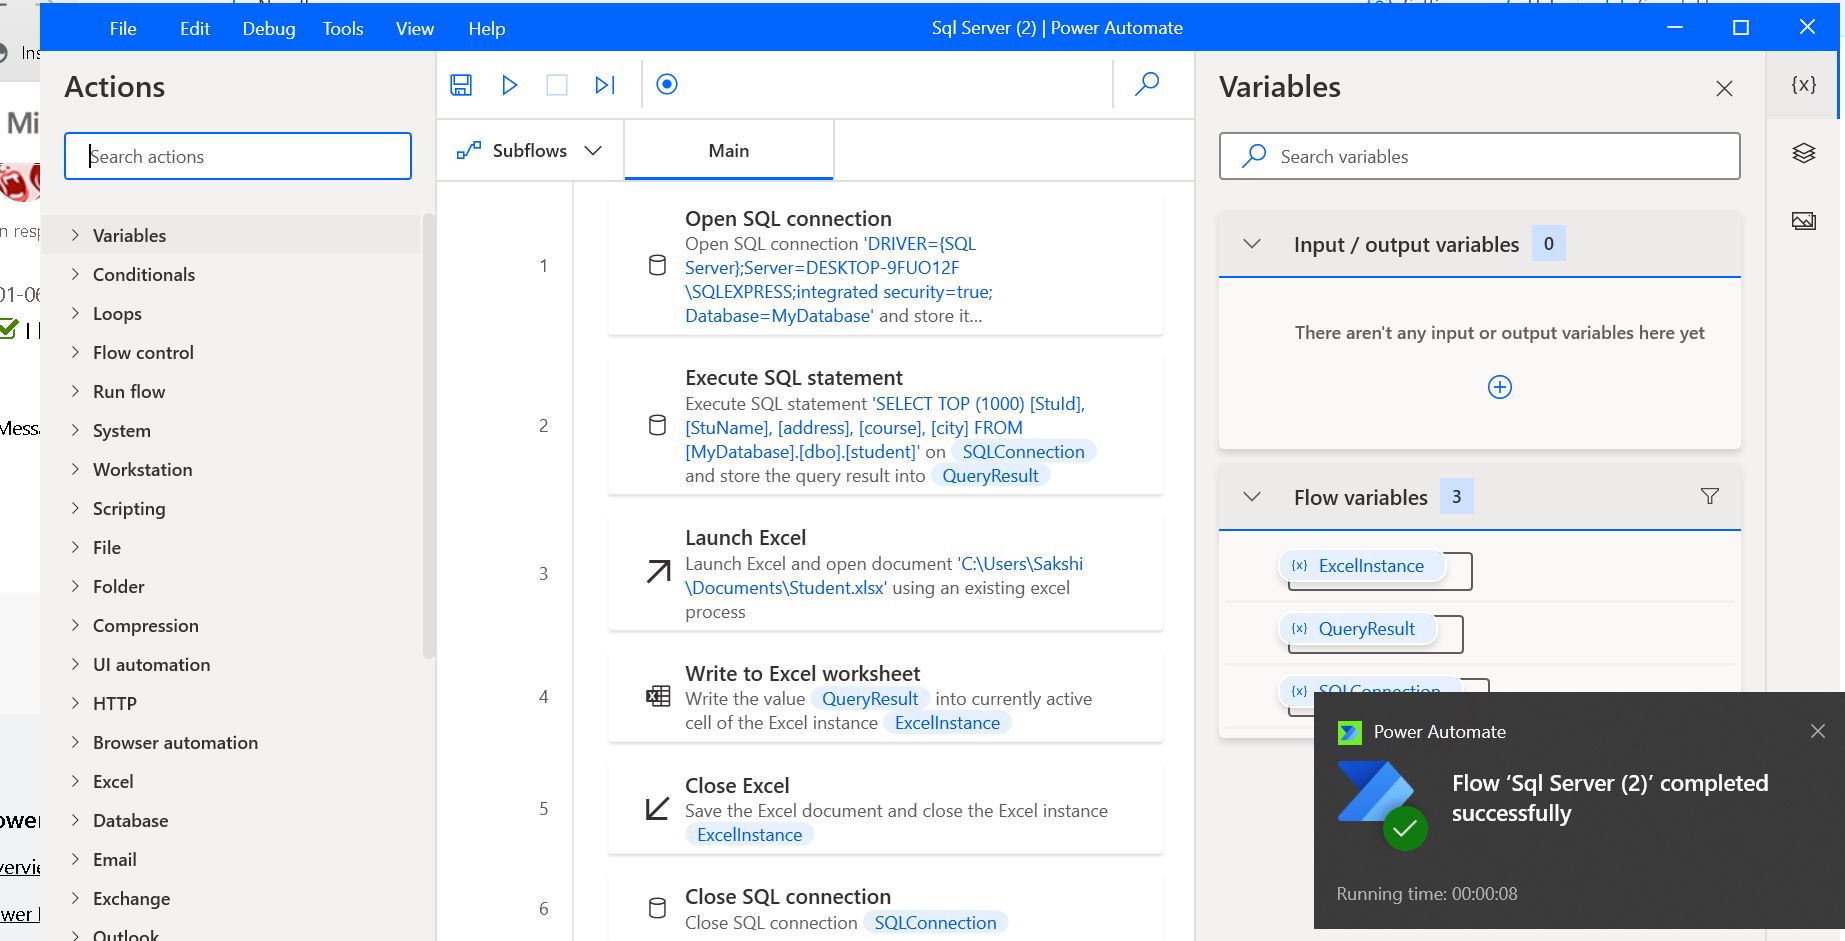 File Edit Debug Tools View Help
Sql Server (2) | Power Automate
Ins
Mi
n resp
01-06
Messa
ower
vervie
wer
Actions
Search actions
Variables
Conditionals
Loops
Flow control
Run flow
System
Workstation
Scripting
File
Folder
Compression
UI automation
HTTP
Browser automation
Excel
Database
Email
Exchange
Outlook
Subflows
Main
1
Open SQL connection
Open SQL connection 'DRIVER={SQL
Server};Server=DESKTOP-9FUO12F
\SQLEXPRESS;integrated security=true;
Database=MyDatabase' and store it...
2
Execute SQL statement
Execute SQL statement 'SELECT TOP (1000) [StuId],
[StuName], [address], [course], [city] FROM
[MyDatabase].[dbo].[student]' on SQLConnection
and store the query result into QueryResult
3
Launch Excel
Launch Excel and open document 'C:\Users\Sakshi
\Documents\Student.xlsx' using an existing excel
process
4
Write to Excel worksheet
Write the value QueryResult into currently active
cell of the Excel instance ExcelInstance
5
Close Excel
Save the Excel document and close the Excel instance
ExcelInstance
6
Close SQL connection
Close SQL connection SQLConnection
Variables
{x}
Search variables
Input / output variables 0
There aren't any input or output variables here yet
Flow variables 3
{x} ExcelInstance
{x} QueryResult
{x} SQLConnection
Power Automate
Flow ‘Sql Server (2)’ completed
successfully
Running time: 00:00:08